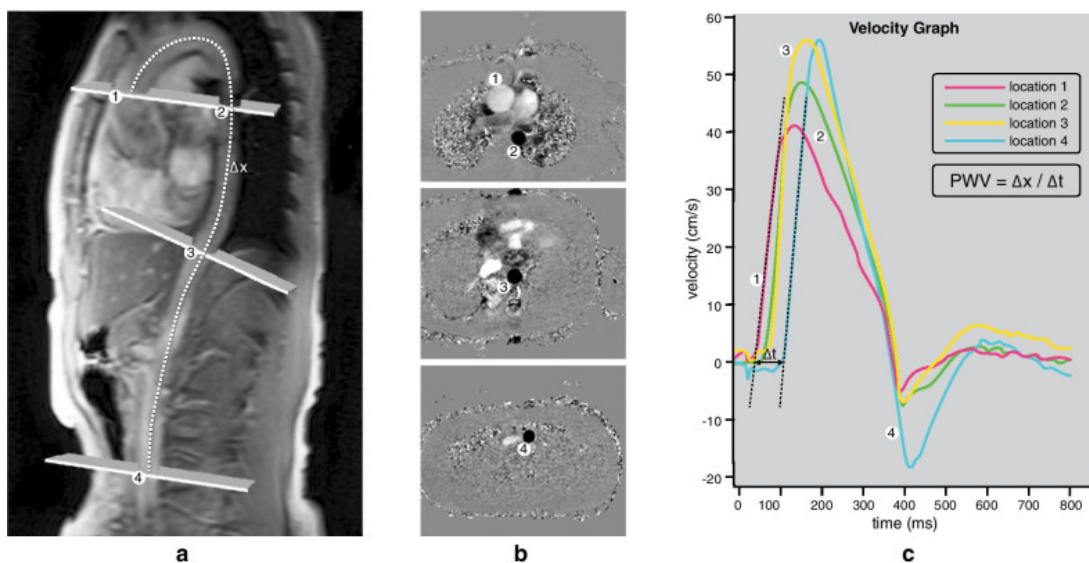 1
2
Δx
3
4
a
1
2
3
4
b
Velocity Graph
velocity (cm/s)
60
50
40
30
20
10
0
-10
-20
0 100 200 300 400 500 600 700 800
time (ms)
location 1
location 2
location 3
location 4
PWV = Δx / Δt
3
2
1
Δt
4
c